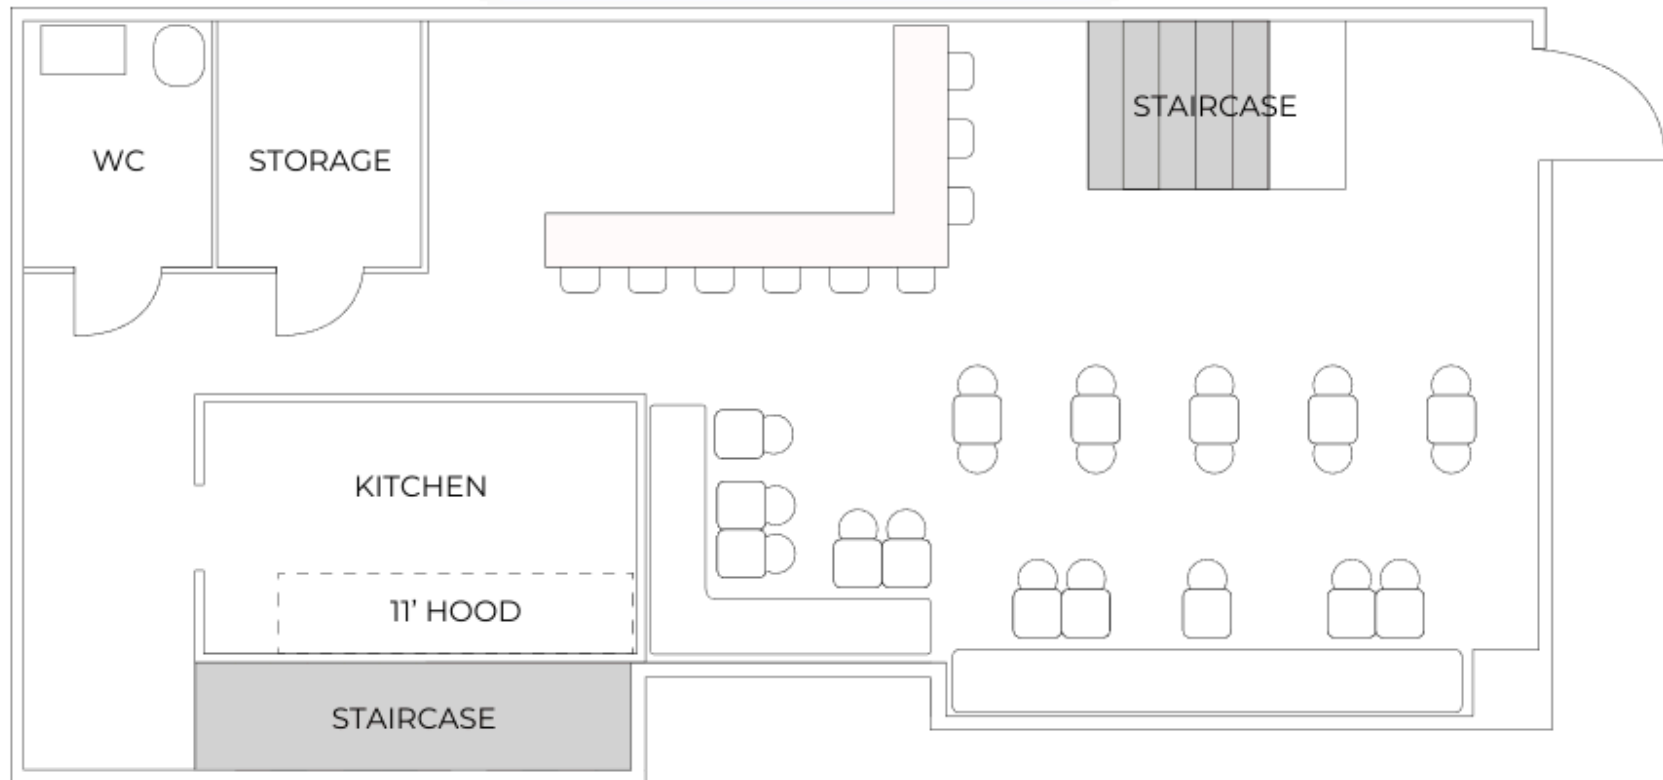 WC
STORAGE
STAIRCASE
KITCHEN
11' HOOD
STAIRCASE